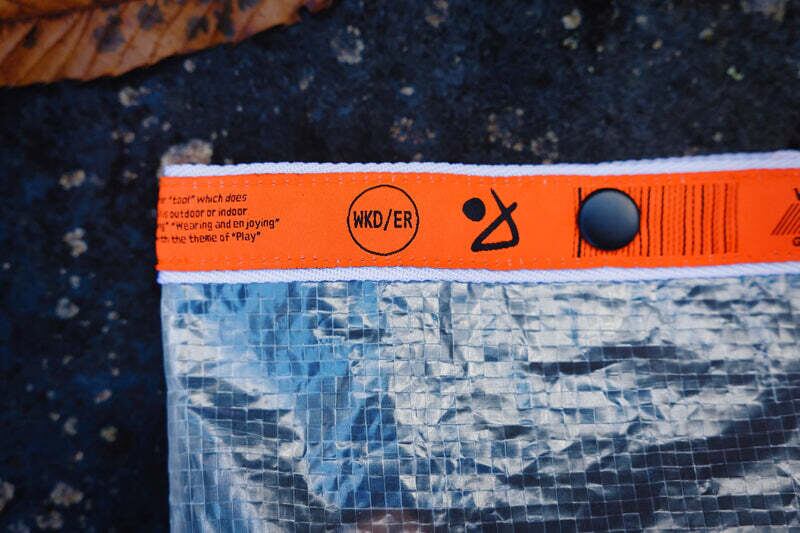 "tool" which does
outdoor or indoor
"Wearing and enjoying"
the theme of "Play"
WKD/ER